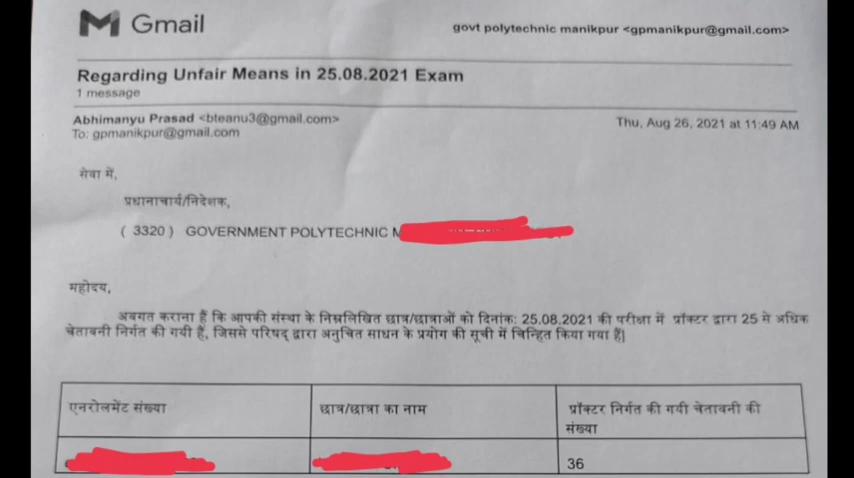 Gmail
govt polytechnic manikpur <gpmanikpur@gmail.com>
Regarding Unfair Means in 25.08.2021 Exam
1 message
Abhimanyu Prasad <bteanu3@gmail.com>
Thu, Aug 26, 2021 at 11:49 AM
To: gpmanikpur@gmail.com
सेवा में,
प्रधानाचार्य/निदेशक,
( 3320 ) GOVERNMENT POLYTECHNIC M
महोदय,
अवगत कराना हैं कि आपकी संस्था के निम्नलिखित छात्र/छात्राओं को दिनांक: 25.08.2021 की परीक्षा में प्रॉक्टर द्वारा 25 से अधिक
चेतावनी निर्गत की गयी हैं, जिससे परिषद् द्वारा अनुचित साधन के प्रयोग की सूची में चिन्हित किया गया हैं|
एनरोलमेंट संख्या
छात्र/छात्रा का नाम
प्रॉक्टर निर्गत की गयी चेतावनी की
संख्या
36